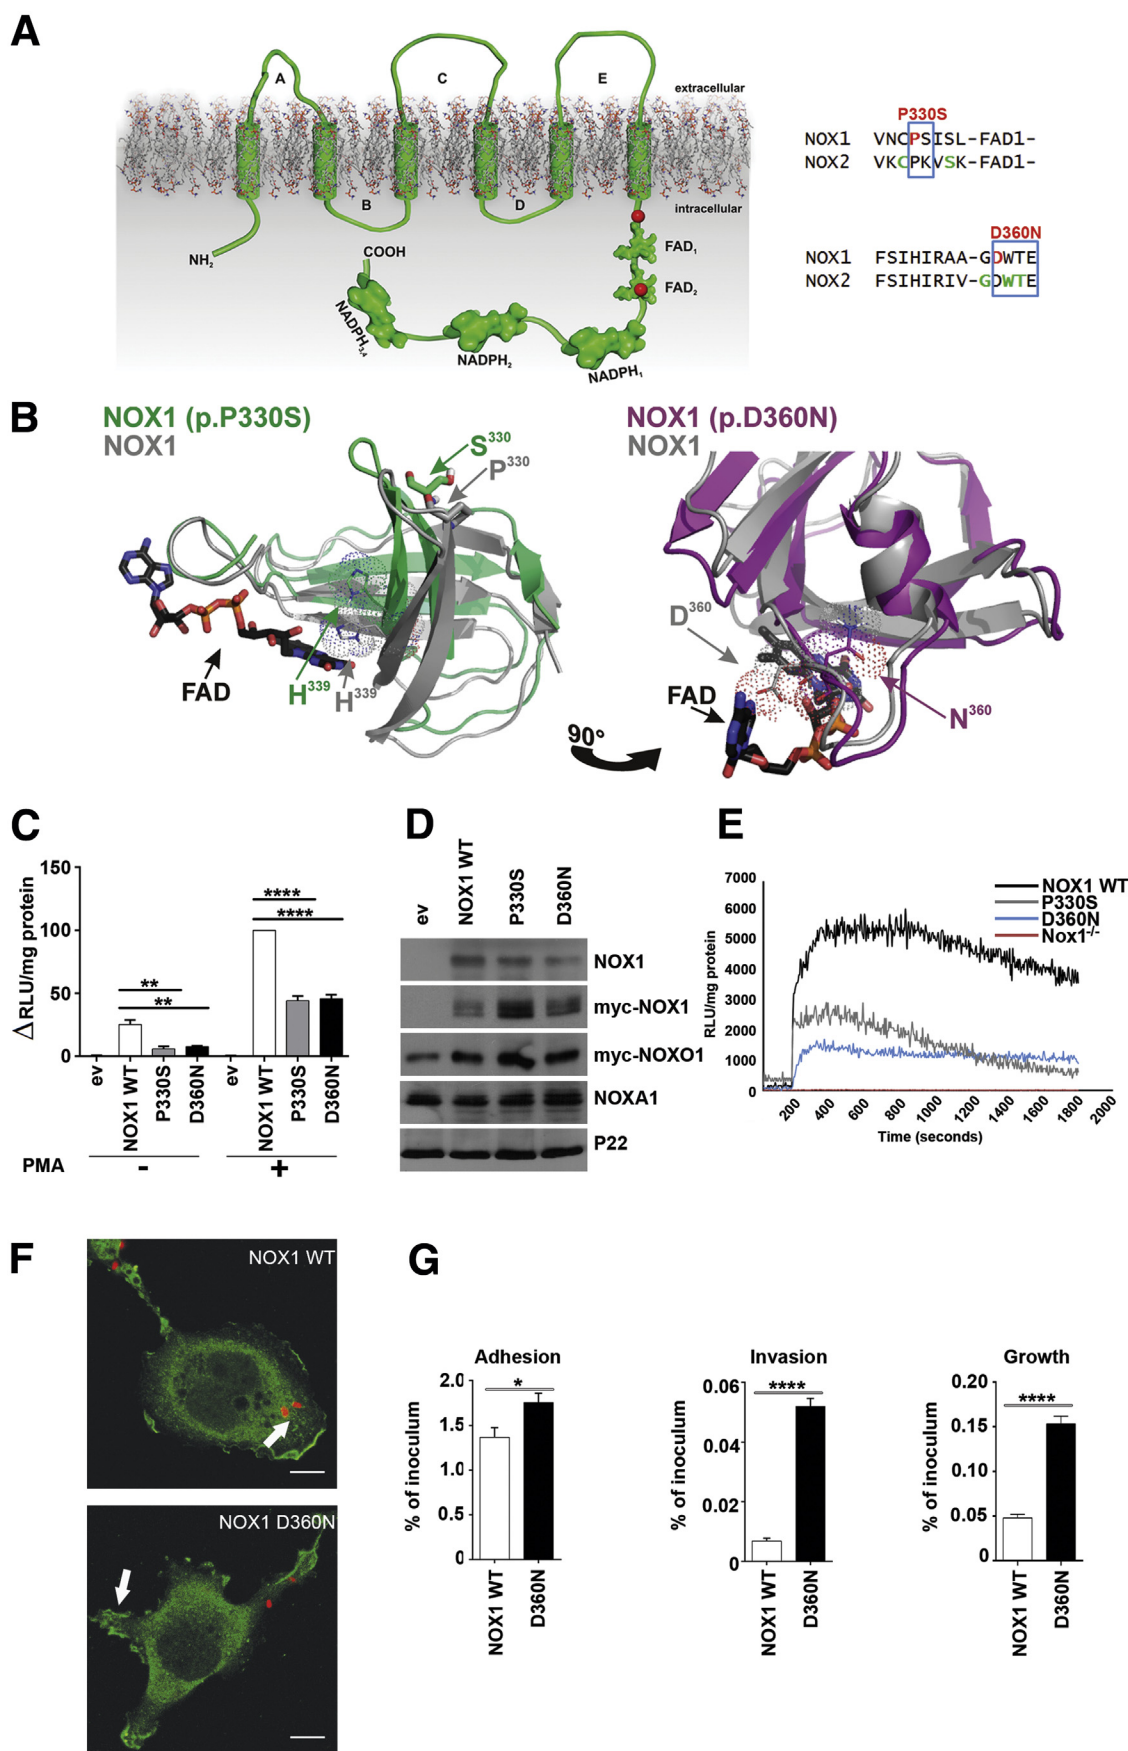 A
A
C
E
extracellular
B
D
intracellular
NH2
COOH
FAD1
FAD2
NADPH3,4
NADPH2
NADPH1
P330S
NOX1 VNCPSISL-FAD1-
NOX2 VKCPKVSK-FAD1-
D360N
NOX1 FSIHIRAA-GDWTE
NOX2 FSIHIRIV-GDWTE
B
NOX1 (p.P330S)
NOX1
S330
P330
FAD
H339
H339
90°
NOX1 (p.D360N)
NOX1
D360
FAD
N360
C
ΔRLU/mg protein
150
100
50
0
**
**
****
****
ev
NOX1 WT
P330S
D360N
ev
NOX1 WT
P330S
D360N
PMA - +
D
ev
NOX1 WT
P330S
D360N
NOX1
myc-NOX1
myc-NOXO1
NOXA1
P22
E
RLU/mg protein
7000
6000
5000
4000
3000
2000
1000
0
NOX1 WT
P330S
D360N
Nox1-/-
200 400 600 800 1000 1200 1400 1600 1800 2000
Time (seconds)
F
NOX1 WT
NOX1 D360N
G
Adhesion
% of inoculum
2.0
1.5
1.0
0.5
0
*
NOX1 WT
D360N
Invasion
% of inoculum
0.06
0.04
0.02
0
****
NOX1 WT
D360N
Growth
% of inoculum
0.20
0.15
0.10
0.05
0
****
NOX1 WT
D360N